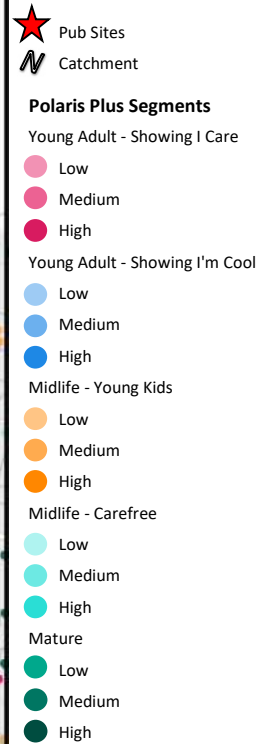 Pub Sites
Catchment
Polaris Plus Segments
Young Adult - Showing I Care
Low
Medium
High
Young Adult - Showing I'm Cool
Low
Medium
High
Midlife - Young Kids
Low
Medium
High
Midlife - Carefree
Low
Medium
High
Mature
Low
Medium
High